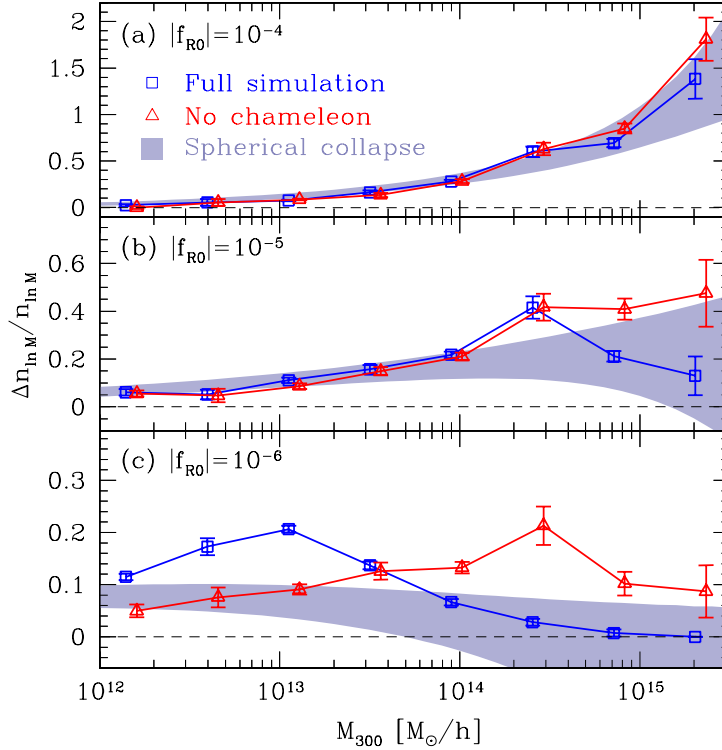 (a) |f_R0|=10^-4
Full simulation
No chameleon
Spherical collapse
2
1.5
1
0.5
0
(b) |f_R0|=10^-5
0.6
0.4
0.2
0
Δn_ln M/n_ln M
(c) |f_R0|=10^-6
0.3
0.2
0.1
0
10^12
10^13
10^14
10^15
M_300 [M_⊙/h]